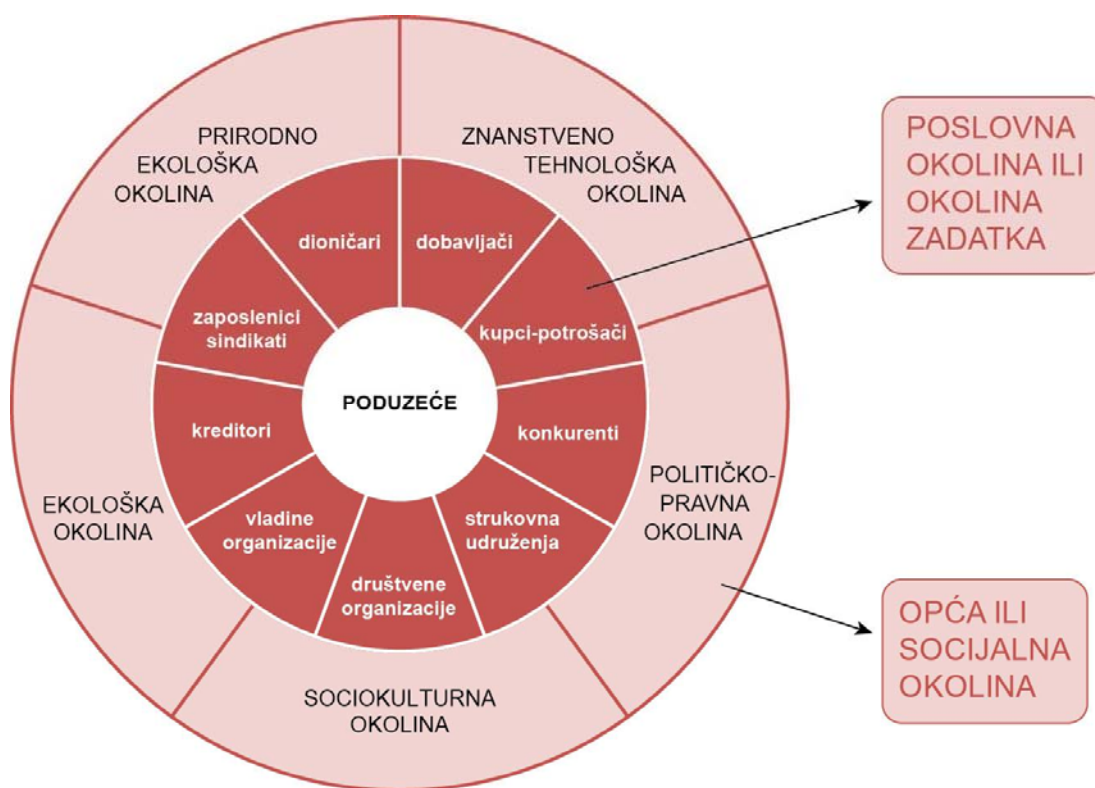 PRIRODNO
EKOLOŠKA
OKOLINA
ZNANSTVENO
TEHNOLOŠKA
OKOLINA
POSLOVNA
OKOLINA ILI
OKOLINA
ZADATKA
dioničari
dobavljači
zaposlenici
sindikati
kupci-potrošači
PODUZEĆE
kreditori
konkurenti
EKOLOŠKA
OKOLINA
POLITIČKO-
PRAVNA
OKOLINA
vladine
organizacije
strukovna
udruženja
društvene
organizacije
SOCIOKULTURNA
OKOLINA
OPĆA ILI
SOCIJALNA
OKOLINA